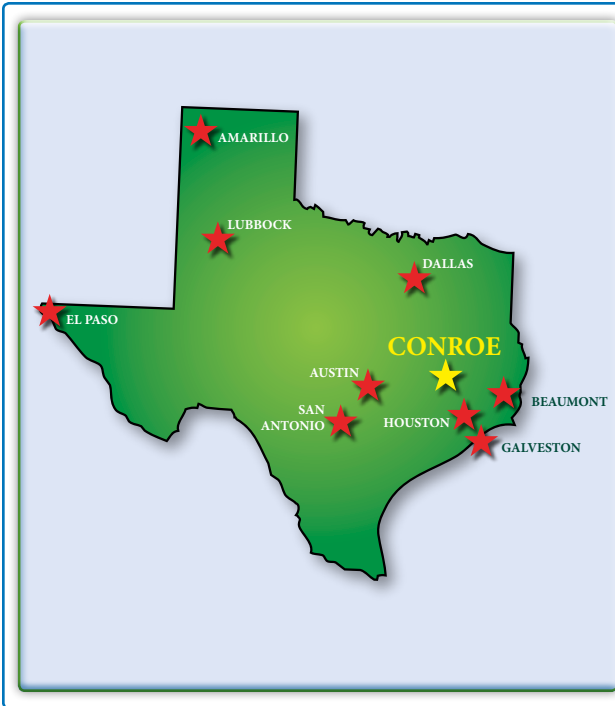 AMARILLO
LUBBOCK
DALLAS
EL PASO
CONROE
AUSTIN
SAN
ANTONIO
HOUSTON
BEAUMONT
GALVESTON